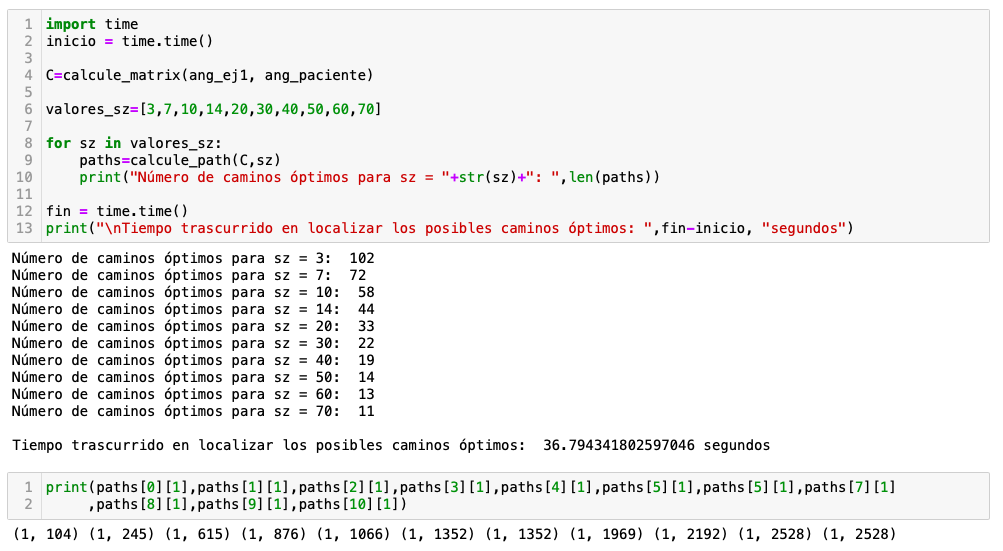 1 import time
2 inicio = time.time()
3
4 C=calcule_matrix(ang_ej1, ang_paciente)
5
6 valores_sz=[3,7,10,14,20,30,40,50,60,70]
7
8 for sz in valores_sz:
9     paths=calcule_path(C,sz)
10     print("Número de caminos óptimos para sz = "+str(sz)+": ",len(paths))
11
12 fin = time.time()
13 print("\nTiempo trascurrido en localizar los posibles caminos óptimos: ",fin-inicio, "segundos")
Número de caminos óptimos para sz = 3:  102
Número de caminos óptimos para sz = 7:  72
Número de caminos óptimos para sz = 10:  58
Número de caminos óptimos para sz = 14:  44
Número de caminos óptimos para sz = 20:  33
Número de caminos óptimos para sz = 30:  22
Número de caminos óptimos para sz = 40:  19
Número de caminos óptimos para sz = 50:  14
Número de caminos óptimos para sz = 60:  13
Número de caminos óptimos para sz = 70:  11
Tiempo trascurrido en localizar los posibles caminos óptimos:  36.794341802597046 segundos
1 print(paths[0][1],paths[1][1],paths[2][1],paths[3][1],paths[4][1],paths[5][1],paths[5][1],paths[7][1]
2      ,paths[8][1],paths[9][1],paths[10][1])
(1, 104) (1, 245) (1, 615) (1, 876) (1, 1066) (1, 1352) (1, 1352) (1, 1969) (1, 2192) (1, 2528) (1, 2528)